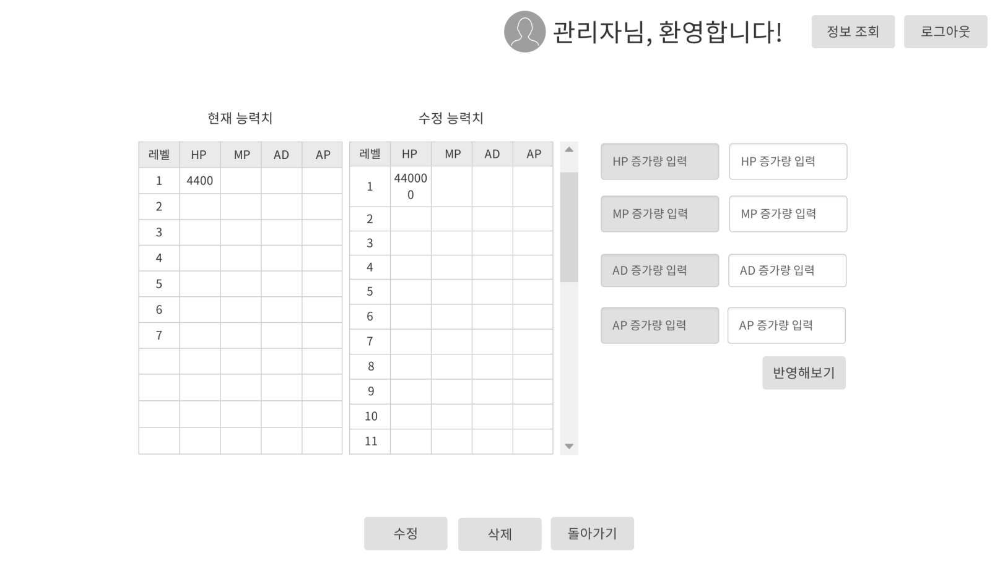 관리자님, 환영합니다!
정보 조회
로그아웃
현재 능력치
레벨 HP MP AD AP
1 4400
2
3
4
5
6
7
수정 능력치
레벨 HP MP AD AP
1 44000
0
2
3
4
5
6
7
8
9
10
11
HP 증가량 입력 HP 증가량 입력
MP 증가량 입력 MP 증가량 입력
AD 증가량 입력 AD 증가량 입력
AP 증가량 입력 AP 증가량 입력
반영해보기
수정
삭제
돌아가기